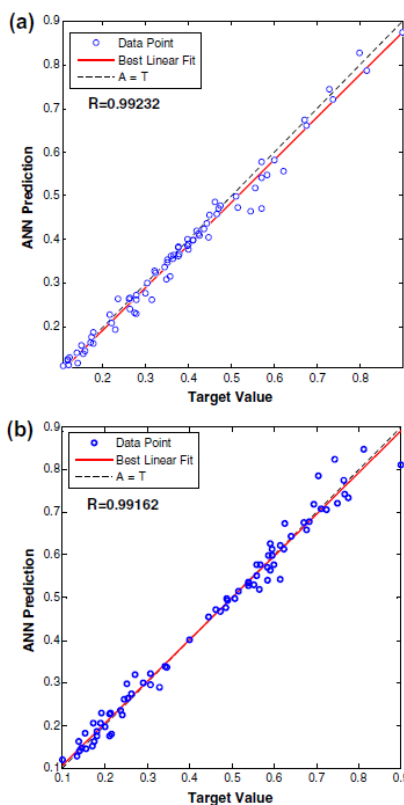 (a)
0.9
0.8
0.7
0.6
0.5
0.4
0.3
0.2
ANN Prediction
Data Point
Best Linear Fit
A = T
R=0.99232
0.2 0.3 0.4 0.5 0.6 0.7 0.8
Target Value
(b)
0.9
0.8
0.7
0.6
0.5
0.4
0.3
0.2
0.1
ANN Prediction
Data Point
Best Linear Fit
A = T
R=0.99162
0.1 0.2 0.3 0.4 0.5 0.6 0.7 0.8 0.9
Target Value